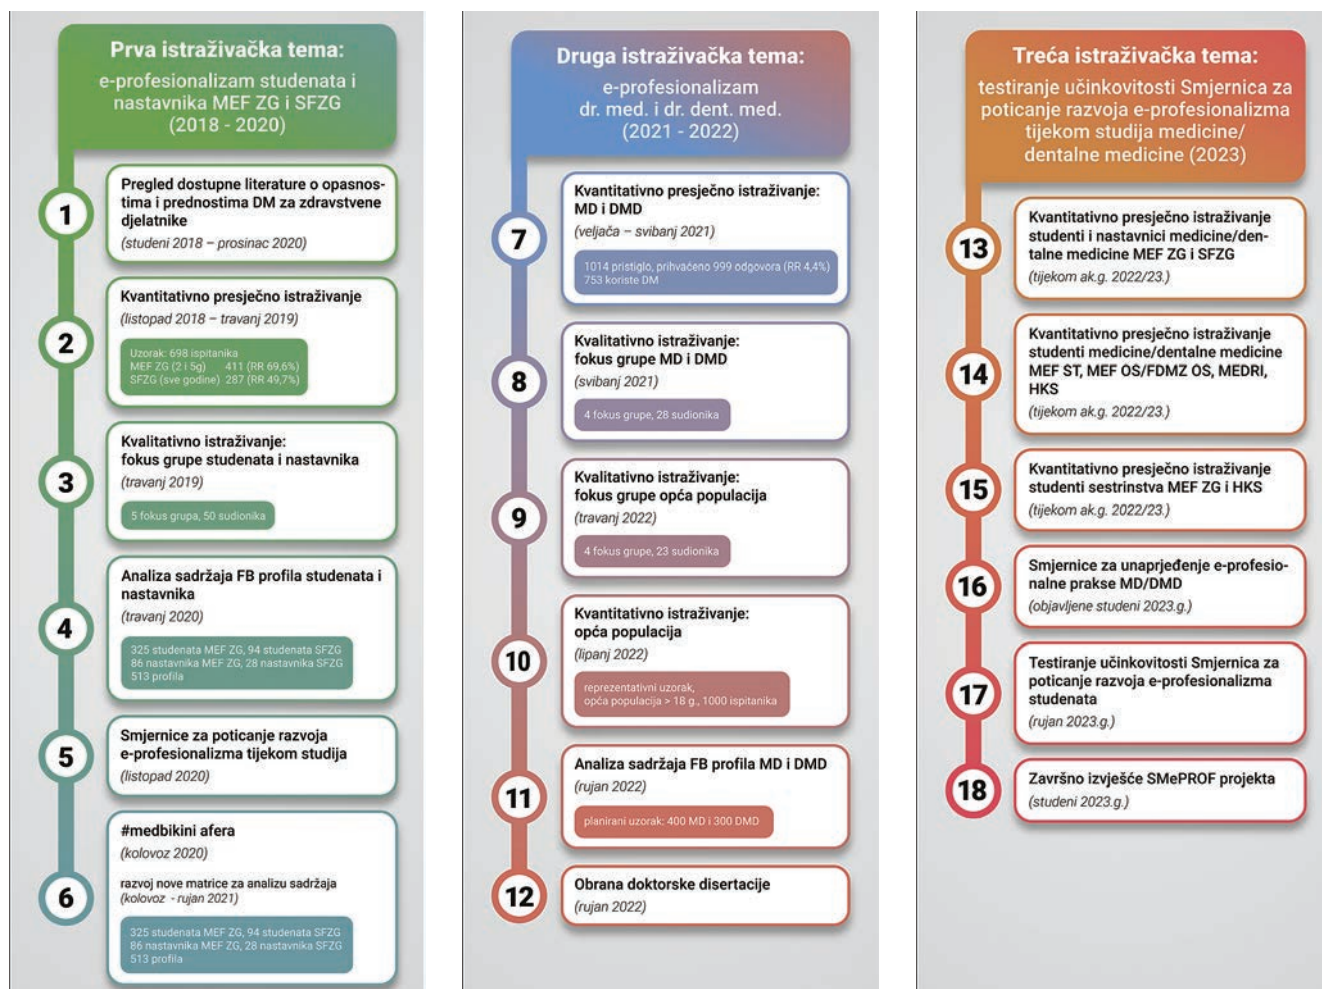 Prva istraživačka tema:
e-profesionalizam studenata i
nastavnika MEF ZG i SFZG
(2018 - 2020)
1
Pregled dostupne literature o opasnos-
tima i prednostima DM za zdravstvene
djelatnike
(studeni 2018 – prosinac 2020)
2
Kvantitativno presječno istraživanje
(listopad 2018 – travanj 2019)
Uzorak: 698 ispitanika
MEF ZG (2 i 5g) 411 (RR 69,6%)
SFZG (sve godine) 287 (RR 49,7%)
3
Kvalitativno istraživanje:
fokus grupe studenata i nastavnika
(travanj 2019)
5 fokus grupa, 50 sudionika
4
Analiza sadržaja FB profila studenata i
nastavnika
(travanj 2020)
325 studenata MEF ZG, 94 studenata SFZG
86 nastavnika MEF ZG, 28 nastavnika SFZG
513 profila
5
Smjernice za poticanje razvoja
e-profesionalizma tijekom studija
(listopad 2020)
6
#medbikini afera
(kolovoz 2020)
razvoj nove matrice za analizu sadržaja
(kolovoz - rujan 2021)
325 studenata MEF ZG, 94 studenata SFZG
86 nastavnika MEF ZG, 28 nastavnika SFZG
513 profila
Druga istraživačka tema:
e-profesionalizam
dr. med. i dr. dent. med.
(2021 - 2022)
7
Kvantitativno presječno istraživanje:
MD i DMD
(veljača – svibanj 2021)
1014 pristiglo, prihvaćeno 999 odgovora (RR 4,4%)
753 koriste DM
8
Kvalitativno istraživanje:
fokus grupe MD i DMD
(svibanj 2021)
4 fokus grupe, 28 sudionika
9
Kvalitativno istraživanje:
fokus grupe opća populacija
(travanj 2022)
4 fokus grupe, 23 sudionika
10
Kvantitativno istraživanje:
opća populacija
(lipanj 2022)
reprezentativni uzorak,
opća populacija > 18 g., 1000 ispitanika
11
Analiza sadržaja FB profila MD i DMD
(rujan 2022)
planirani uzorak: 400 MD i 300 DMD
12
Obrana doktorske disertacije
(rujan 2022)
Treća istraživačka tema:
testiranje učinkovitosti Smjernica za
poticanje razvoja e-profesionalizma
tijekom studija medicine/
dentalne medicine (2023)
13
Kvantitativno presječno istraživanje
studenti i nastavnici medicine/den-
talne medicine MEF ZG i SFZG
(tijekom ak.g. 2022/23.)
14
Kvantitativno presječno istraživanje
studenti medicine/dentalne medicine
MEF ST, MEF OS/FDMZ OS, MEDRI,
HKS
(tijekom ak.g. 2022/23.)
15
Kvantitativno presječno istraživanje
studenti sestrinstva MEF ZG i HKS
(tijekom ak.g. 2022/23.)
16
Smjernice za unaprjeđenje e-profesio-
nalne prakse MD/DMD
(objavljene studeni 2023.g.)
17
Testiranje učinkovitosti Smjernica za
poticanje razvoja e-profesionalizma
studenata
(rujan 2023.g.)
18
Završno izvješće SMePROF projekta
(studeni 2023.g.)